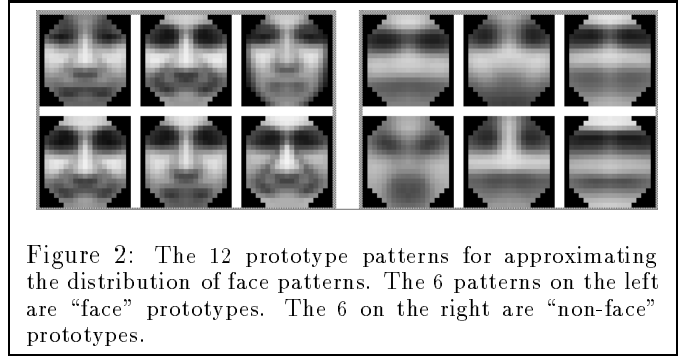 Figure 2: The 12 prototype patterns for approximating
the distribution of face patterns. The 6 patterns on the left
are “face” prototypes. The 6 on the right are “non-face”
prototypes.